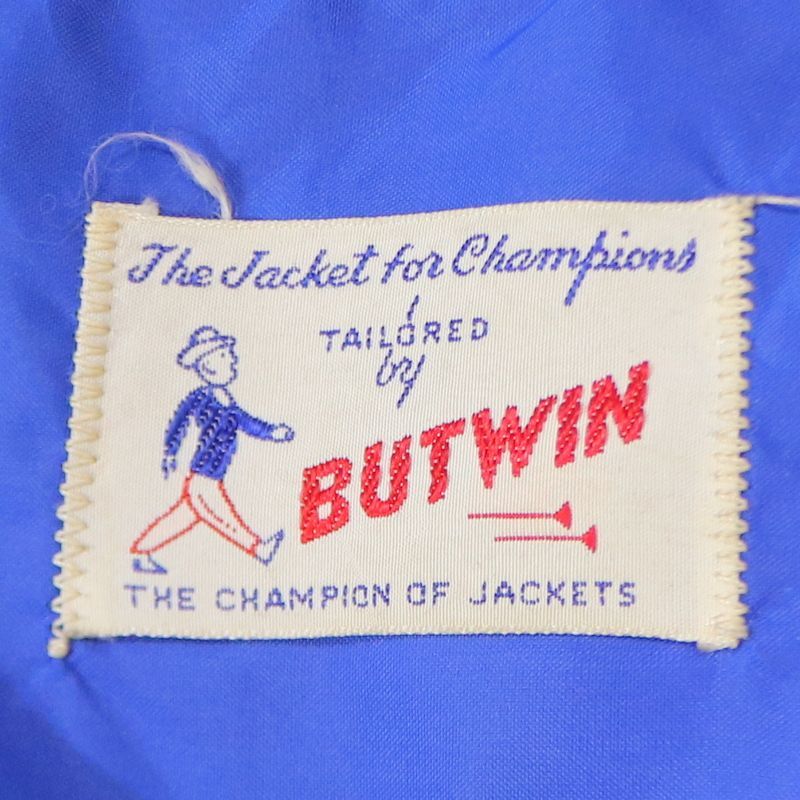 The Jacket for Champions
TAILORED
by
BUTWIN
THE CHAMPION OF JACKETS